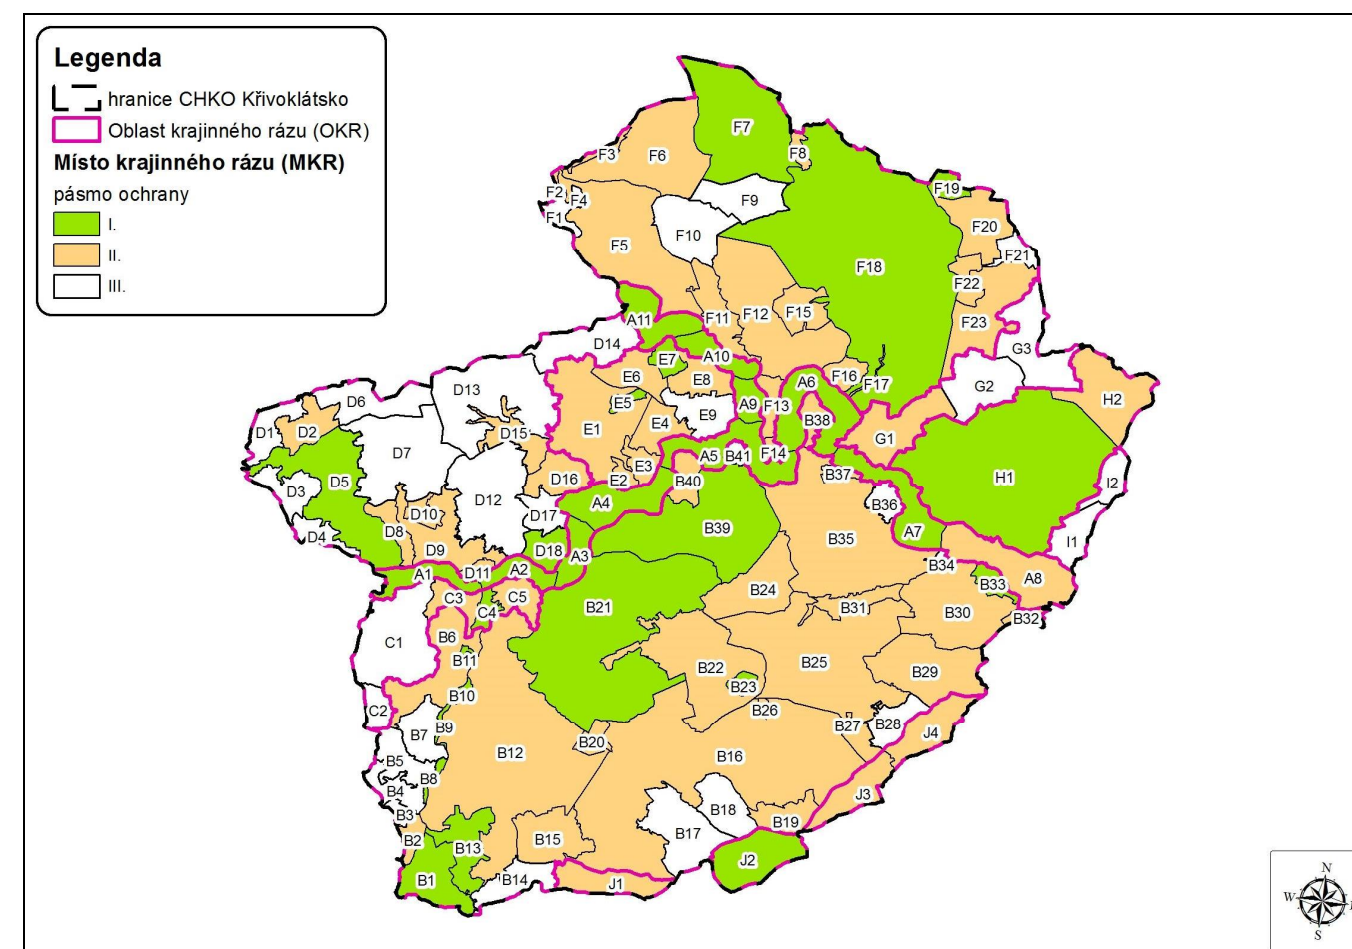 Legenda
hranice CHKO Křivoklátsko
Oblast krajinného rázu (OKR)
Místo krajinného rázu (MKR)
pásmo ochrany
I.
II.
III.
F7
F3
F6
F8
F2
F4
F1
F9
F19
F5
F10
F20
F21
F18
F22
A11
F11
F12
F15
F23
D14
G3
E7
A10
F16
F17
A6
G2
E6
E8
D13
D6
E5
A9
F13
H2
D1
D2
E1
E4
E9
B38
D15
G1
D7
A5
B41
F14
E3
D3
D5
D16
E2
B40
B37
H1
I2
D12
A4
D10
D17
B36
D4
D8
B39
A7
D9
D18
A3
B35
I1
A1
D11
A2
B34
B33
A8
C3
C5
C4
B21
B24
B31
B30
B32
C1
B6
B11
B22
B25
B29
B10
B23
C2
B26
B9
B7
B27
B28
J4
B20
B12
B16
B5
B8
B4
J3
B3
B18
B19
B2
B15
B17
B13
J2
B1
B14
J1
N
W
S